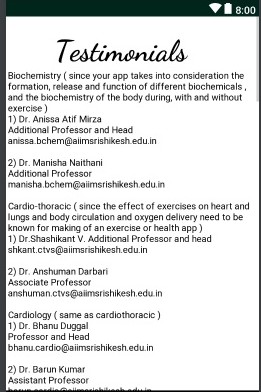 8:00
Testimonials
Biochemistry ( since your app takes into consideration the
formation, release and function of different biochemicals ,
and the biochemistry of the body during, with and without
exercise )
1) Dr. Anissa Atif Mirza
Additional Professor and Head
anissa.bchem@aiimsrishikesh.edu.in
2) Dr. Manisha Naithani
Additional Professor
manisha.bchem@aiimsrishikesh.edu.in
Cardio-thoracic ( since the effect of exercises on heart and
lungs and body circulation and oxygen delivery need to be
known for making of an exercise or health app )
1) Dr.Shashikant V. Additional Professor and head
shkant.ctvs@aiimsrishikesh.edu.in
2) Dr. Anshuman Darbari
Associate Professor
anshuman.ctvs@aiimsrishikesh.edu.in
Cardiology ( same as cardiothoracic )
1) Dr. Bhanu Duggal
Professor and Head
bhanu.cardio@aiimsrishikesh.edu.in
2) Dr. Barun Kumar
Assistant Professor
barun.cardio@aiimsrishikesh.edu.in